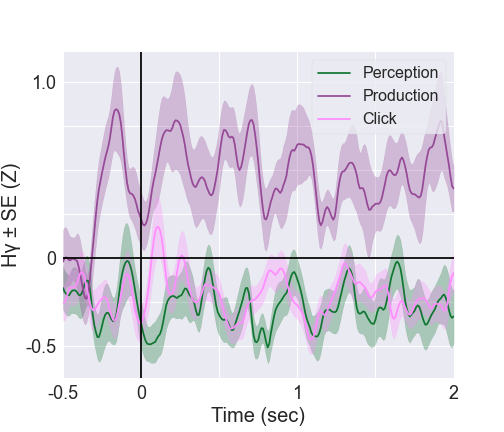 Perception
Production
Click
1.0
0
-0.5
Hγ ± SE (Z)
-0.5
0
1
2
Time (sec)